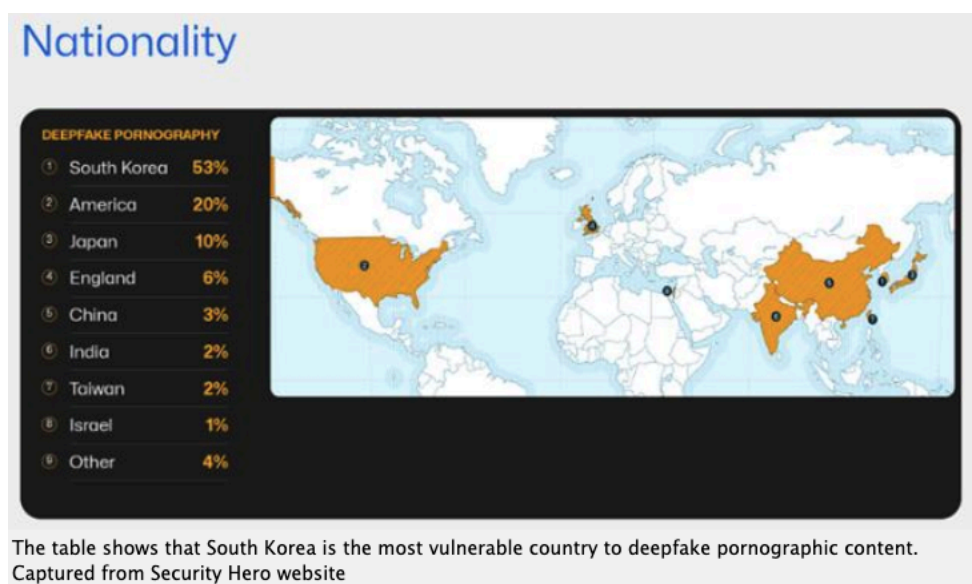 Nationality
DEEPFAKE PORNOGRAPHY
1 South Korea 53%
2 America 20%
3 Japan 10%
4 England 6%
5 China 3%
6 India 2%
7 Taiwan 2%
8 Israel 1%
9 Other 4%
The table shows that South Korea is the most vulnerable country to deepfake pornographic content.
Captured from Security Hero website